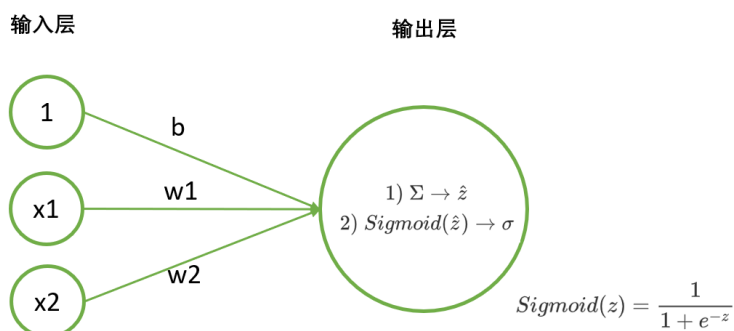 输入层
输出层
1
b
x1
w1
x2
w2
1) Σ → ẑ
2) Sigmoid(ẑ) → σ
Sigmoid(z) = 1 / (1 + e^{-z})